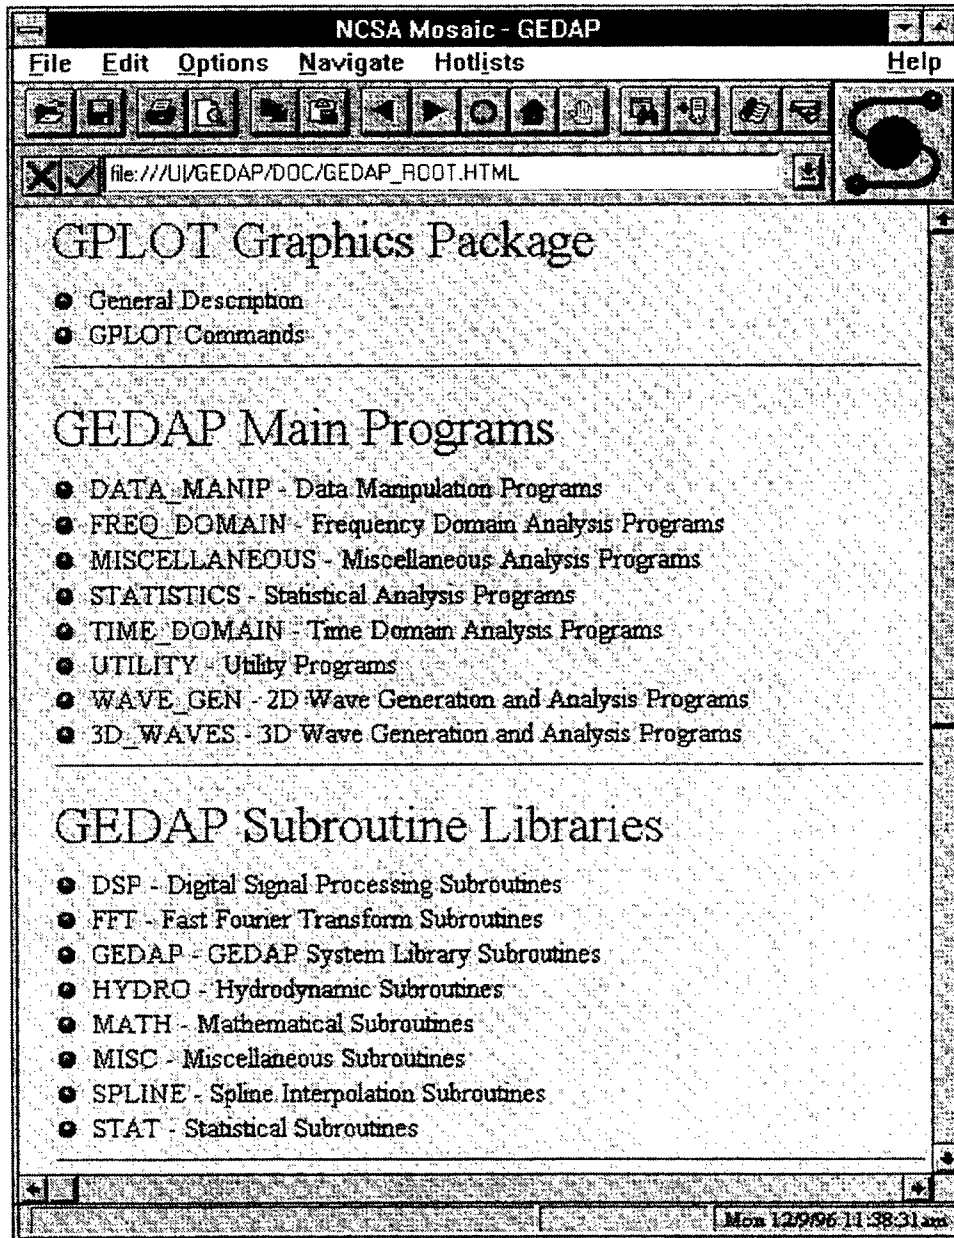 NCSA Mosaic - GEDAP
File Edit Options Navigate Hotlists Help
file:///U|/GEDAP/DOC/GEDAP_ROOT.HTML
GPLOT Graphics Package
General Description
GPLOT Commands
GEDAP Main Programs
DATA_MANIP - Data Manipulation Programs
FREQ_DOMAIN - Frequency Domain Analysis Programs
MISCELLANEOUS - Miscellaneous Analysis Programs
STATISTICS - Statistical Analysis Programs
TIME_DOMAIN - Time Domain Analysis Programs
UTILITY - Utility Programs
WAVE_GEN - 2D Wave Generation and Analysis Programs
3D_WAVES - 3D Wave Generation and Analysis Programs
GEDAP Subroutine Libraries
DSP - Digital Signal Processing Subroutines
FFT - Fast Fourier Transform Subroutines
GEDAP - GEDAP System Library Subroutines
HYDRO - Hydrodynamic Subroutines
MATH - Mathematical Subroutines
MISC - Miscellaneous Subroutines
SPLINE - Spline Interpolation Subroutines
STAT - Statistical Subroutines
Mon 12/9/96 11:38:31 am